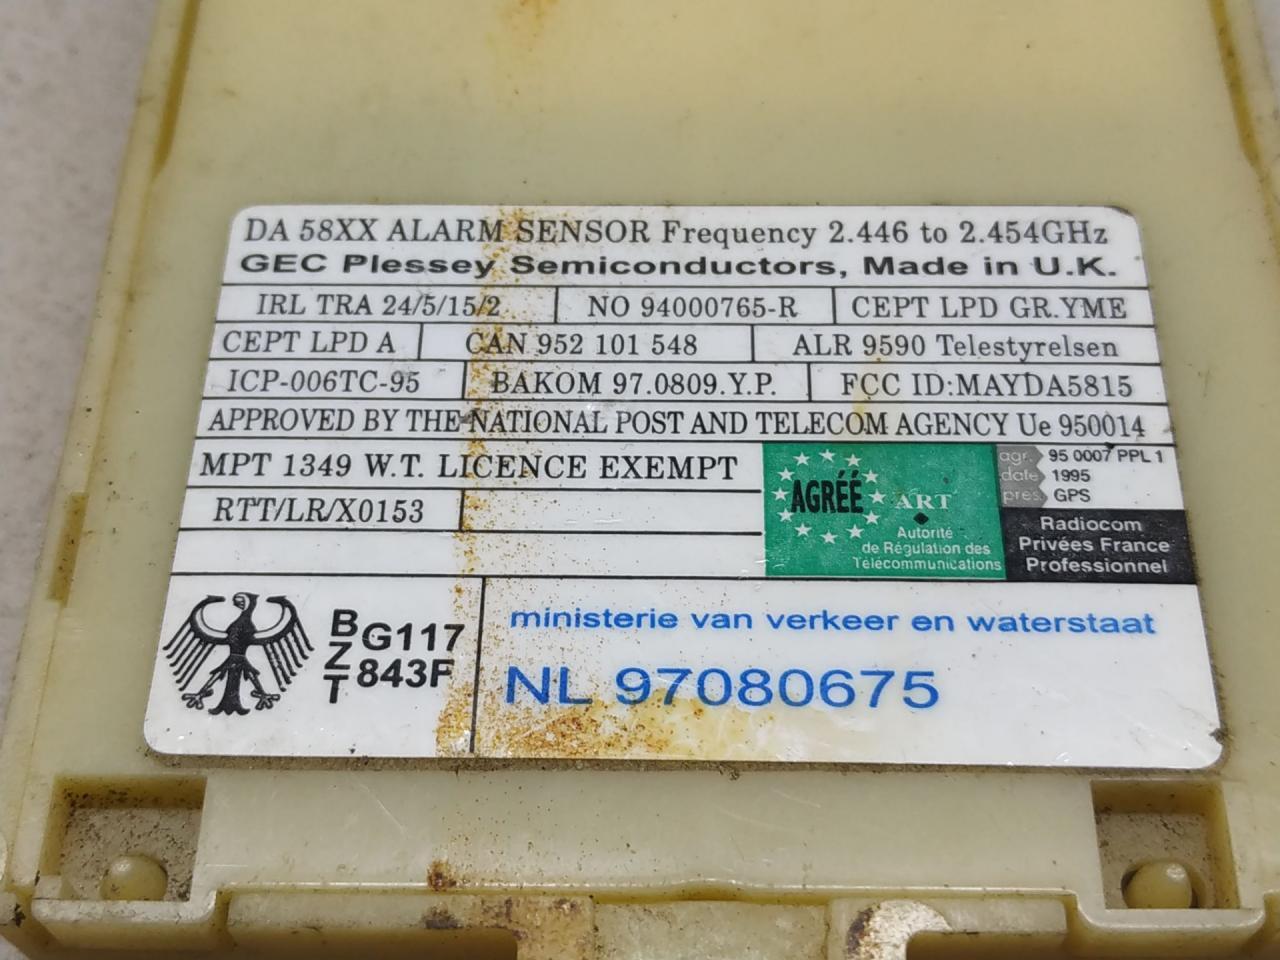 DA 58XX ALARM SENSOR Frequency 2.446 to 2.454GHz
GEC Plessey Semiconductors, Made in U.K.
IRL TRA 24/5/15/2 NO 94000765-R CEPT LPD GR.YME
CEPT LPD A CAN 952 101 548 ALR 9590 Telestyrelsen
ICP-006TC-95 BAKOM 97.0809.Y.P. FCC ID:MAYDA5815
APPROVED BY THE NATIONAL POST AND TELECOM AGENCY Ue 950014
MPT 1349 W.T. LICENCE EXEMPT
RTT/LR/X0153
AGRÉÉ
ART
Autorité
de Régulation des
Télécommunications
agr. 95 0007 PPL 1
date 1995
pres. GPS
Radiocom
Privées France
Professionnel
BZT G117
843F
ministerie van verkeer en waterstaat
NL 97080675